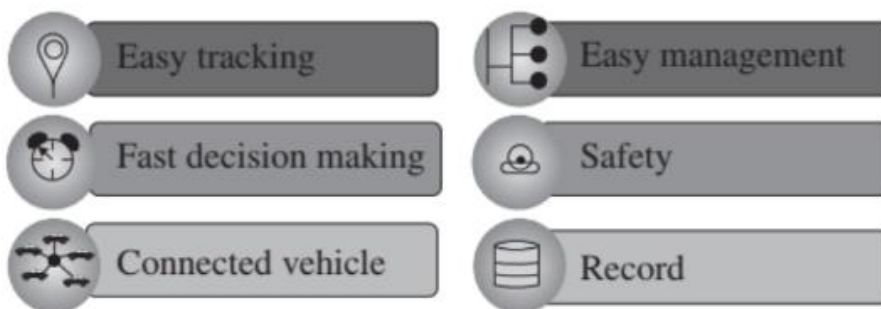 Easy tracking
Easy management
Fast decision making
Safety
Connected vehicle
Record